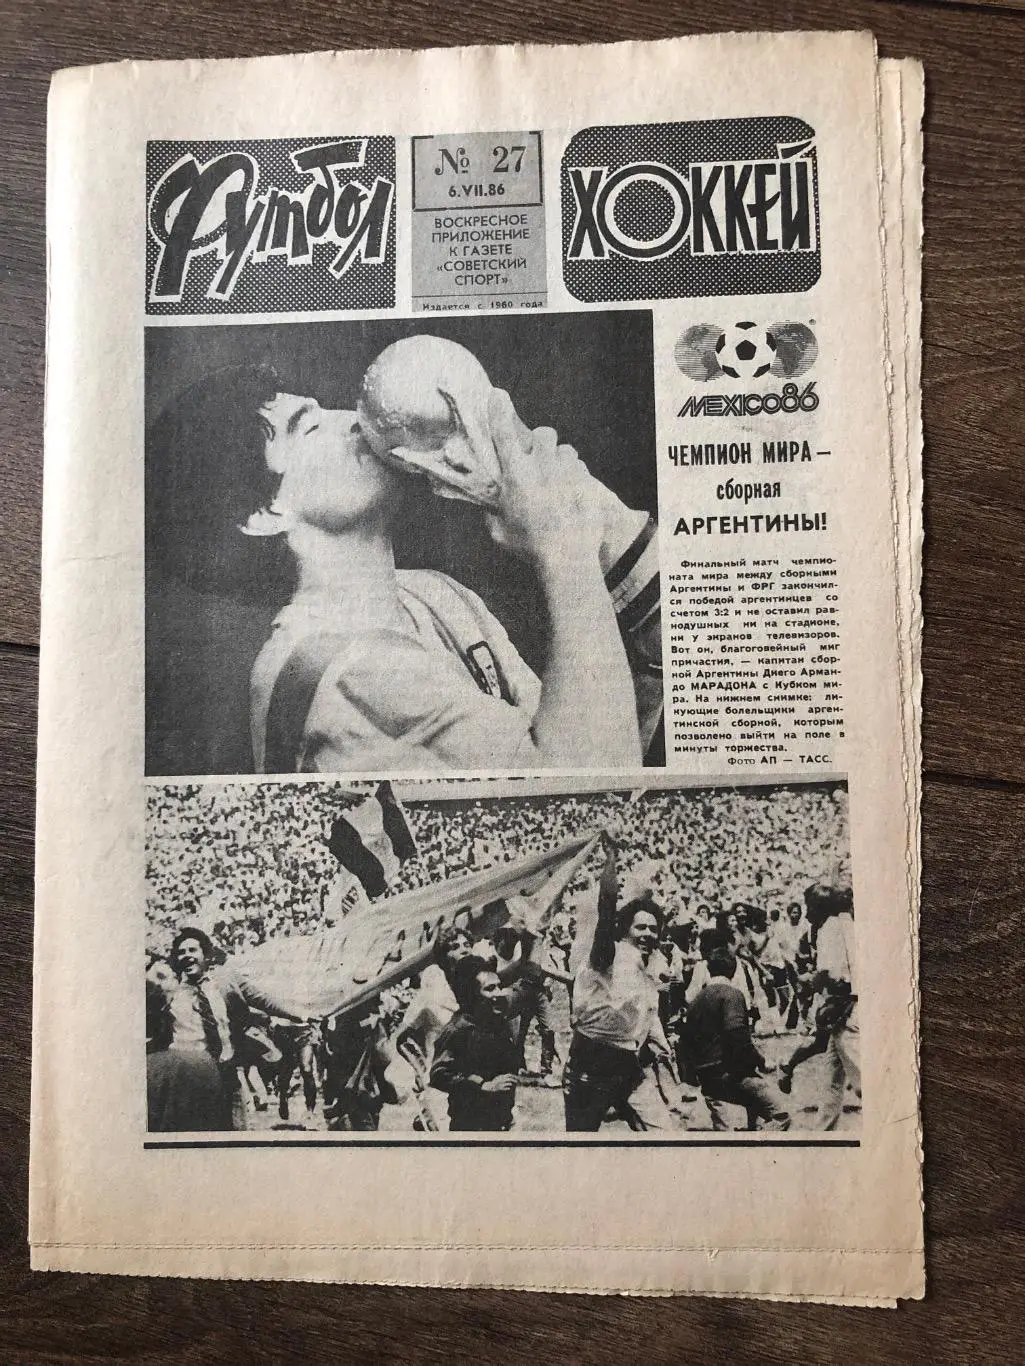 Футбол
№ 27
6.VII.86
ВОСКРЕСНОЕ
ПРИЛОЖЕНИЕ
К ГАЗЕТЕ
«СОВЕТСКИЙ
СПОРТ»
Издается с 1960 года
ХОККЕЙ
MEXICO86
ЧЕМПИОН МИРА —
сборная
АРГЕНТИНЫ!
Финальный матч чемпио-
ната мира между сборными
Аргентины и ФРГ закончил-
ся победой аргентинцев со
счетом 3:2 и не оставил рав-
нодушных ни на стадионе,
ни у экранов телевизоров.
Вот он, благоговейный миг
причастия, — капитан сбор-
ной Аргентины Диего Арман-
до МАРАДОНА с Кубком ми-
ра. На нижнем снимке: ли-
кующие болельщики арген-
тинской сборной, которым
позволено выйти на поле в
минуты торжества.
Фото АП — ТАСС.